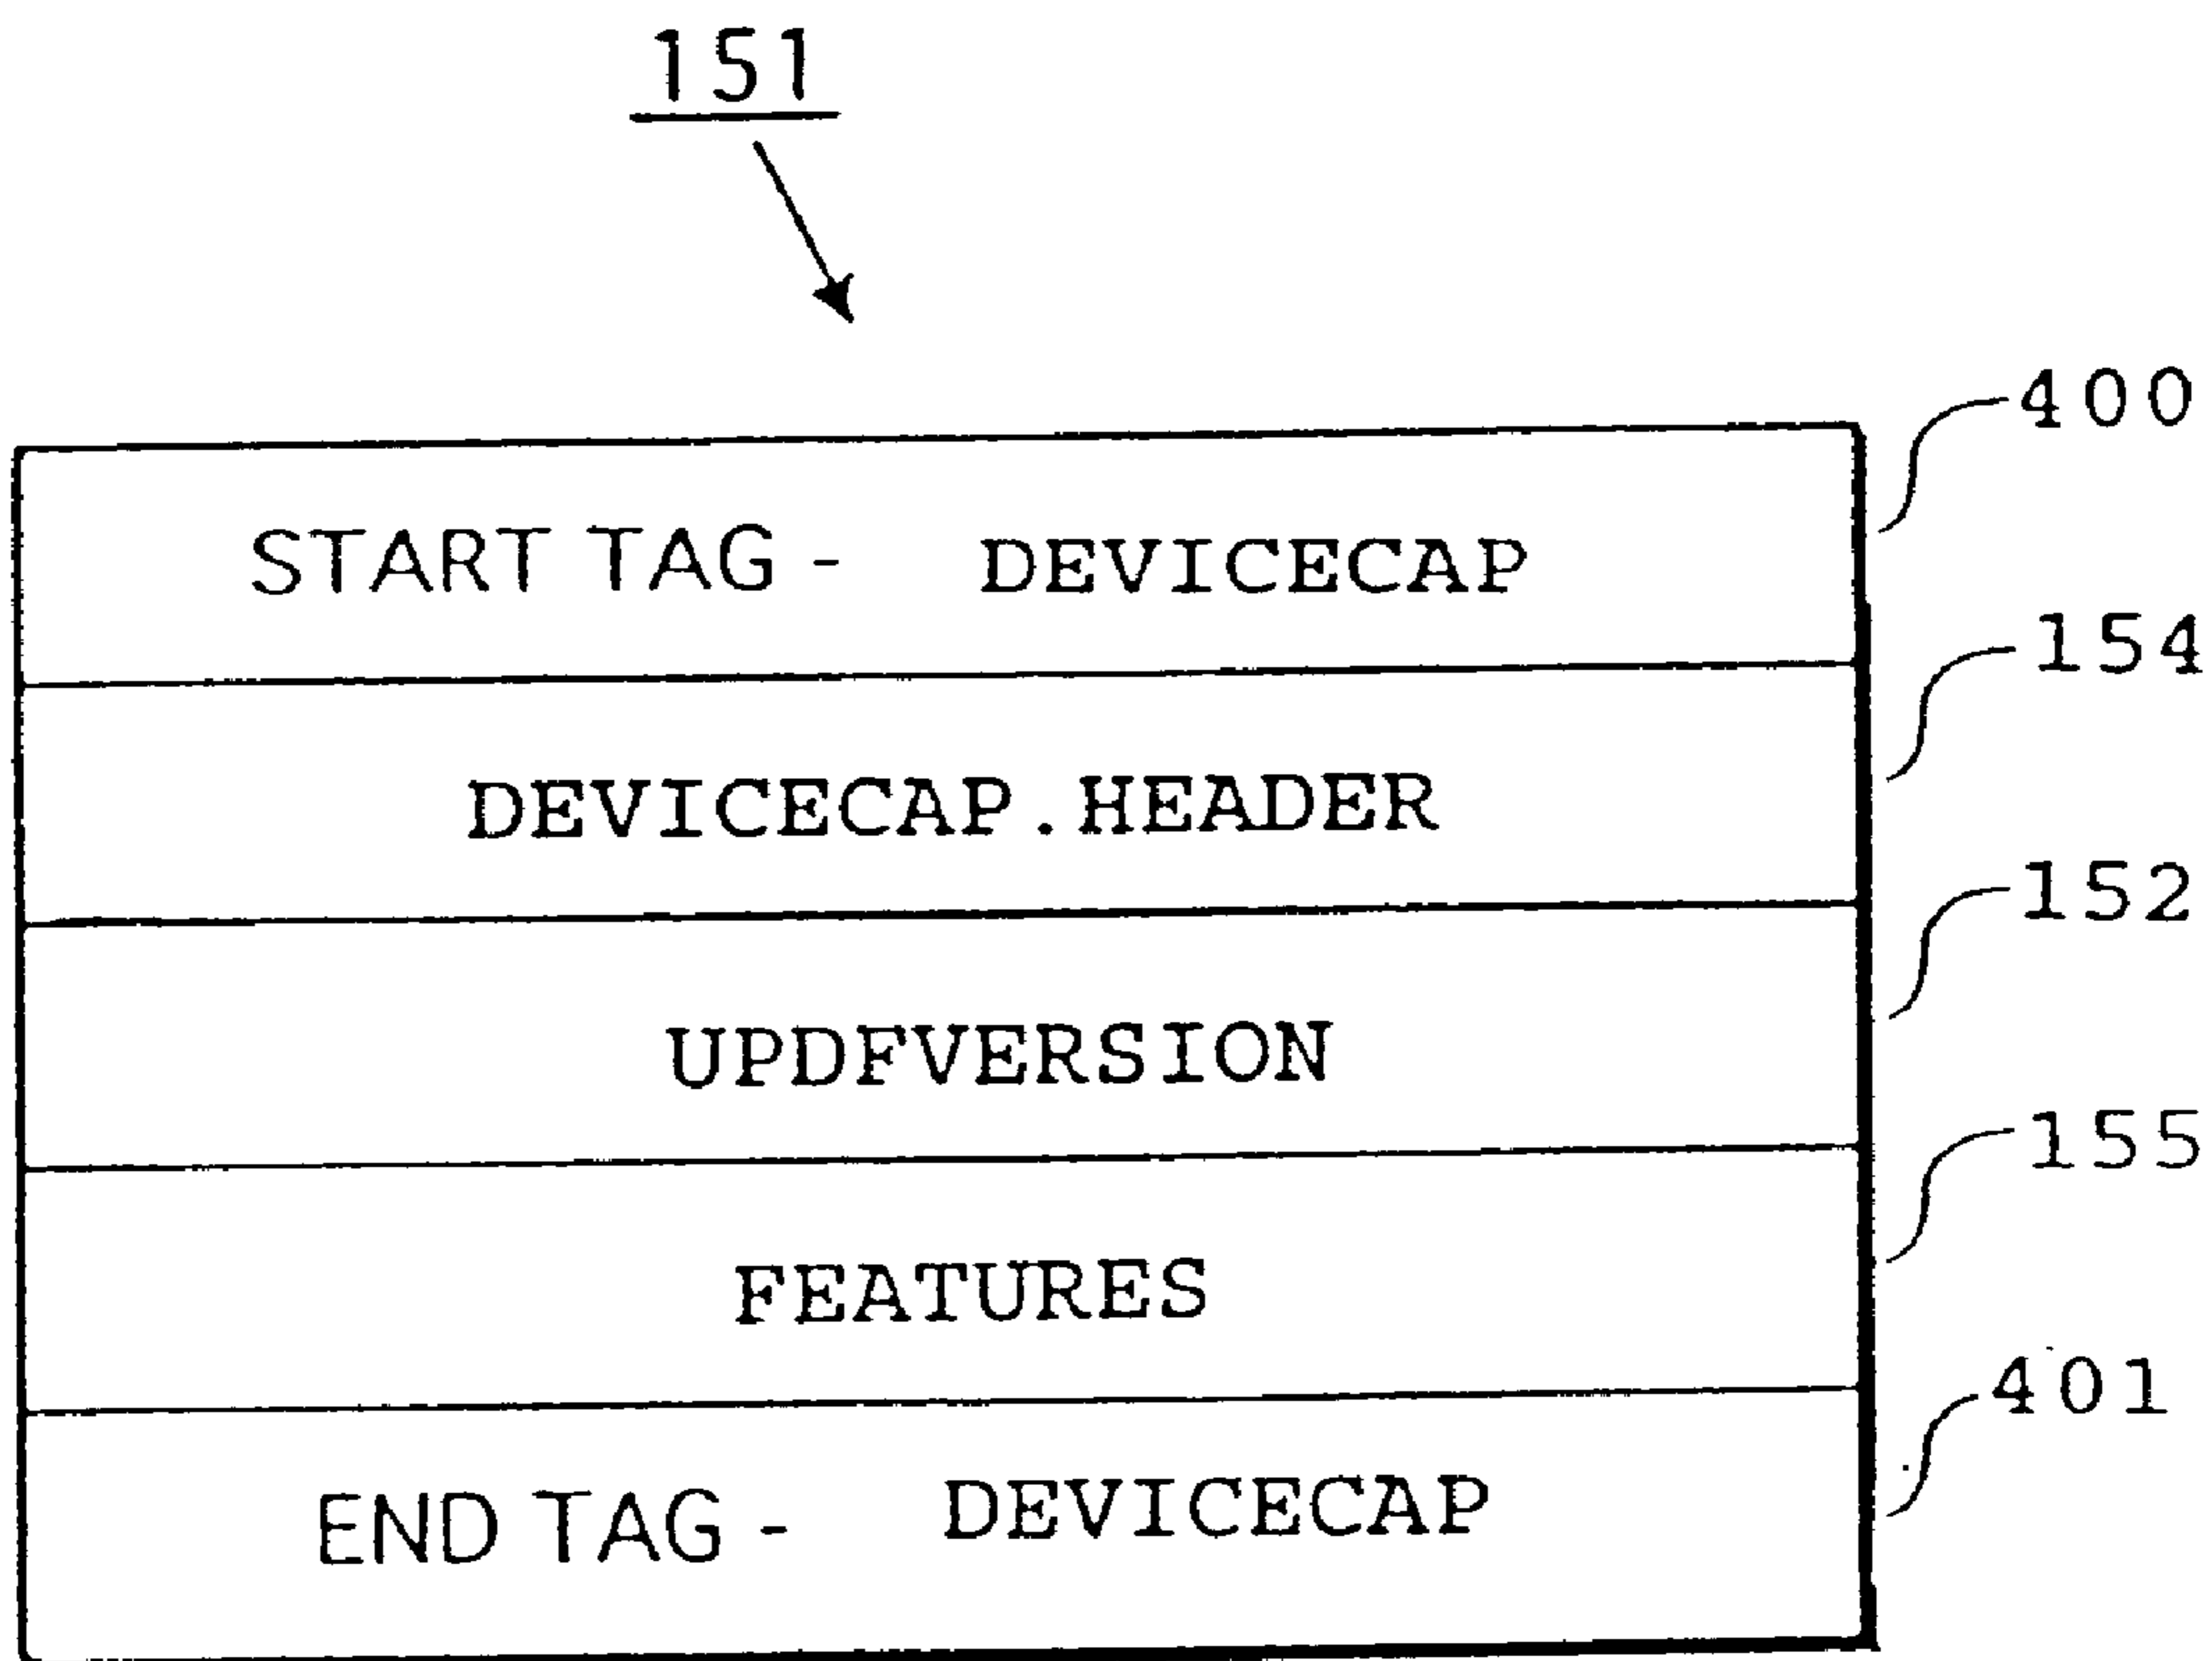 151
400
START TAG - DEVICECAP
154
DEVICECAP.HEADER
152
UPDFVERSION
155
FEATURES
401
END TAG - DEVICECAP